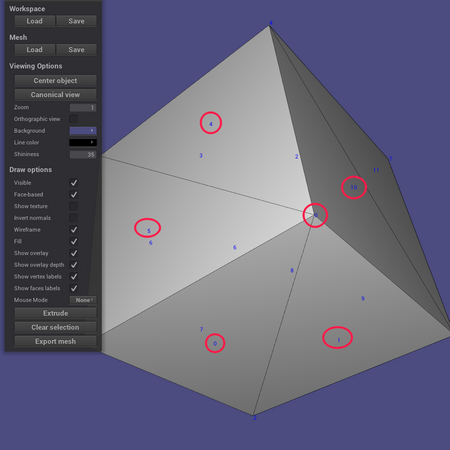 Workspace
Load Save
Mesh
Load Save
Viewing Options
Center object
Canonical view
Zoom 1
Orthographic view
Background
Line color
Shininess 35
Draw options
Visible
Face-based
Show texture
Invert normals
Wireframe
Fill
Show overlay
Show overlay depth
Show vertex labels
Show faces labels
Mouse Mode: None
Extrude
Clear selection
Export mesh
4
3
2
11
10
5
6
6
8
9
7
0
1